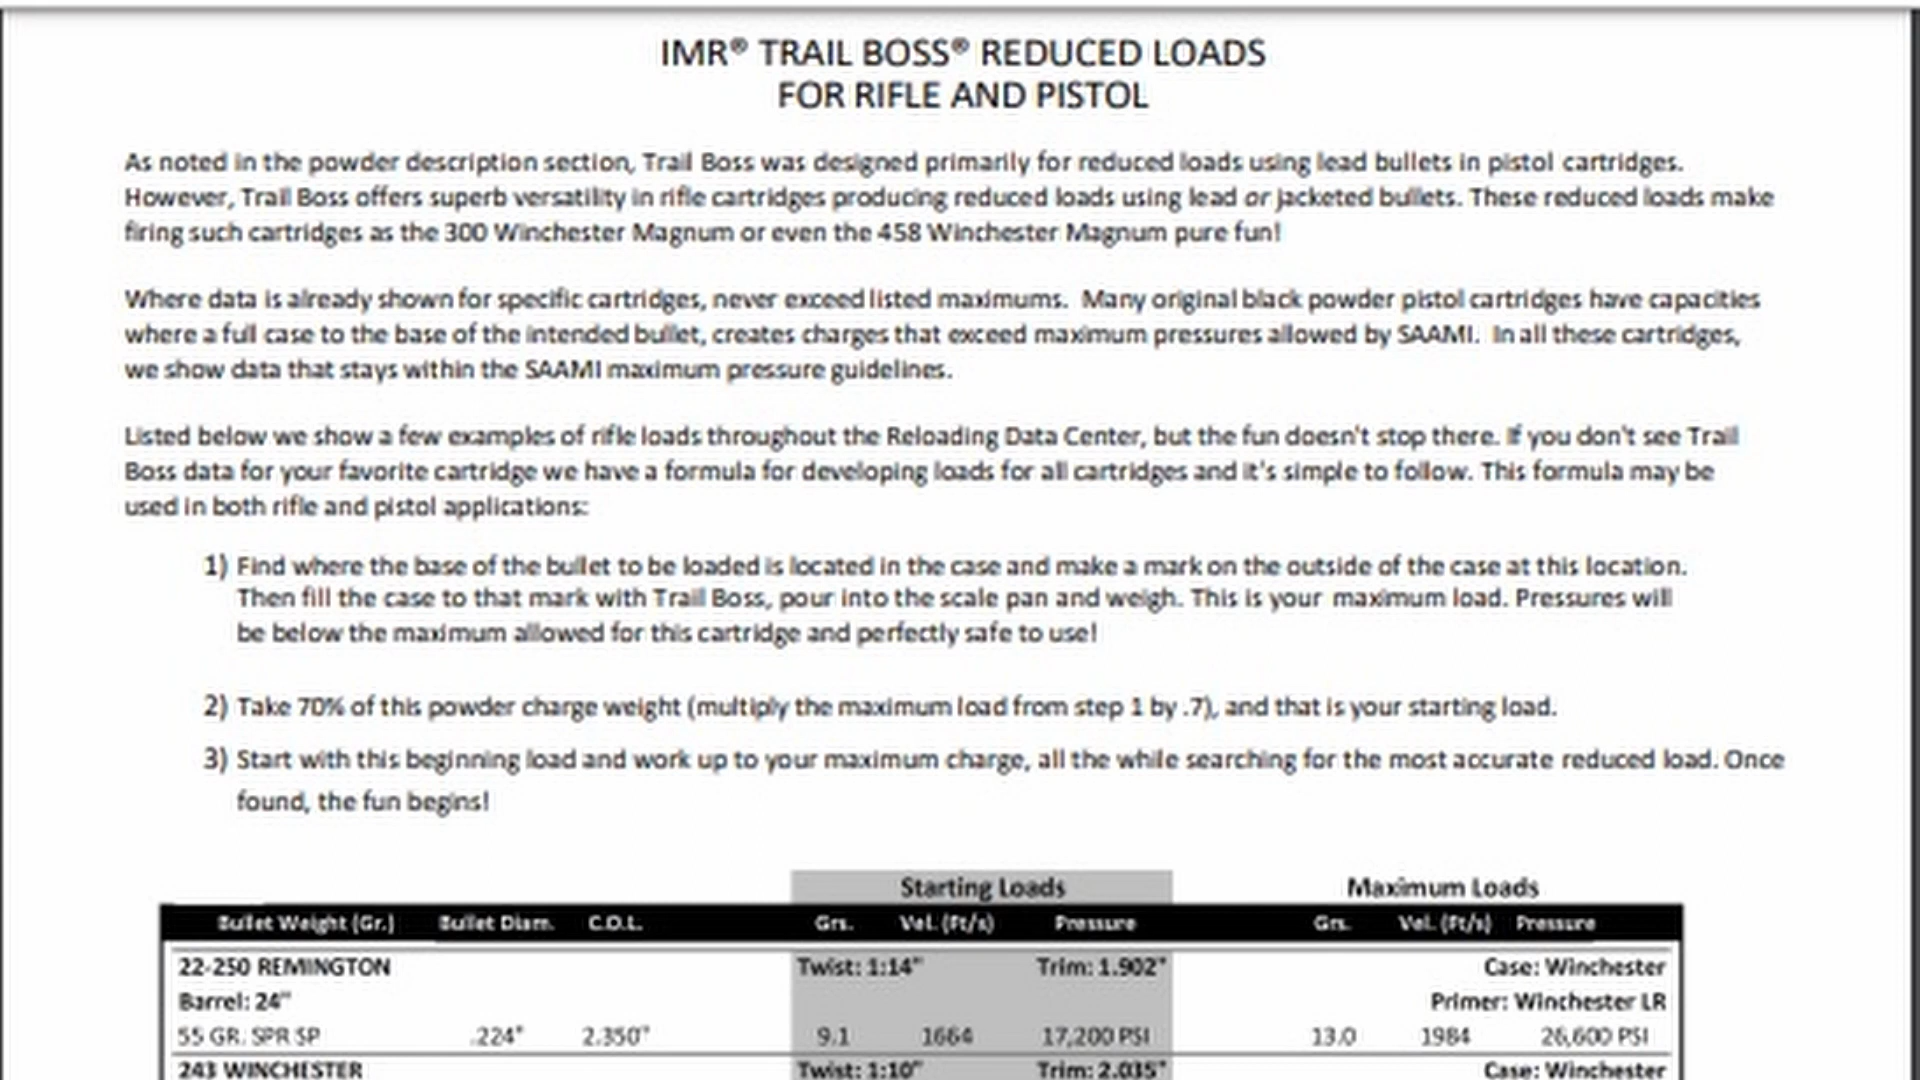 IMR® TRAIL BOSS® REDUCED LOADS
FOR RIFLE AND PISTOL
As noted in the powder description section, Trail Boss was designed primarily for reduced loads using lead bullets in pistol cartridges.
However, Trail Boss offers superb versatility in rifle cartridges producing reduced loads using lead or jacketed bullets. These reduced loads make
firing such cartridges as the 300 Winchester Magnum or even the 458 Winchester Magnum pure fun!
Where data is already shown for specific cartridges, never exceed listed maximums. Many original black powder pistol cartridges have capacities
where a full case to the base of the intended bullet, creates charges that exceed maximum pressures allowed by SAAMI. In all these cartridges,
we show data that stays within the SAAMI maximum pressure guidelines.
Listed below we show a few examples of rifle loads throughout the Reloading Data Center, but the fun doesn't stop there. If you don't see Trail
Boss data for your favorite cartridge we have a formula for developing loads for all cartridges and it's simple to follow. This formula may be
used in both rifle and pistol applications:
1) Find where the base of the bullet to be loaded is located in the case and make a mark on the outside of the case at this location.
Then fill the case to that mark with Trail Boss, pour into the scale pan and weigh. This is your maximum load. Pressures will
be below the maximum allowed for this cartridge and perfectly safe to use!
2) Take 70% of this powder charge weight (multiply the maximum load from step 1 by .7), and that is your starting load.
3) Start with this beginning load and work up to your maximum charge, all the while searching for the most accurate reduced load. Once
found, the fun begins!
Starting Loads Maximum Loads
Bullet Weight (Gr.) Bullet Diam. C.O.L. Grs. Vel. (Ft/s) Pressure Grs. Vel. (Ft/s) Pressure
22-250 REMINGTON Twist: 1:14" Trim: 1.902" Case: Winchester
Barrel: 24" Primer: Winchester LR
55 GR. SPR SP .224" 2.350" 9.1 1664 17,200 PSI 13.0 1984 26,600 PSI
243 WINCHESTER Twist: 1:10" Trim: 2.035" Case: Winchester